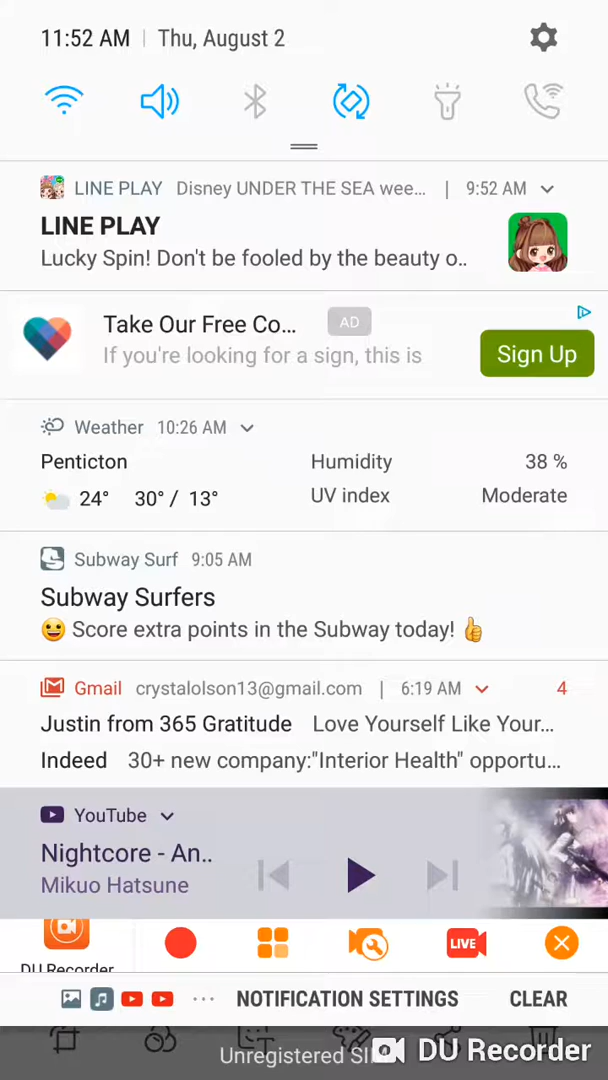 11:52 AM | Thu, August 2
LINE PLAY Disney UNDER THE SEA wee... | 9:52 AM
LINE PLAY
Lucky Spin! Don't be fooled by the beauty o..
Take Our Free Co... AD
If you're looking for a sign, this is
Sign Up
Weather 10:26 AM
Penticton Humidity 38 %
24° 30° / 13° UV index Moderate
Subway Surf 9:05 AM
Subway Surfers
😀 Score extra points in the Subway today! 👍
Gmail crystalolson13@gmail.com | 6:19 AM 4
Justin from 365 Gratitude Love Yourself Like Your...
Indeed 30+ new company:"Interior Health" opportu...
YouTube
Nightcore - An..
Mikuo Hatsune
DU Recorder LIVE
... NOTIFICATION SETTINGS CLEAR
Unregistered SI
DU Recorder